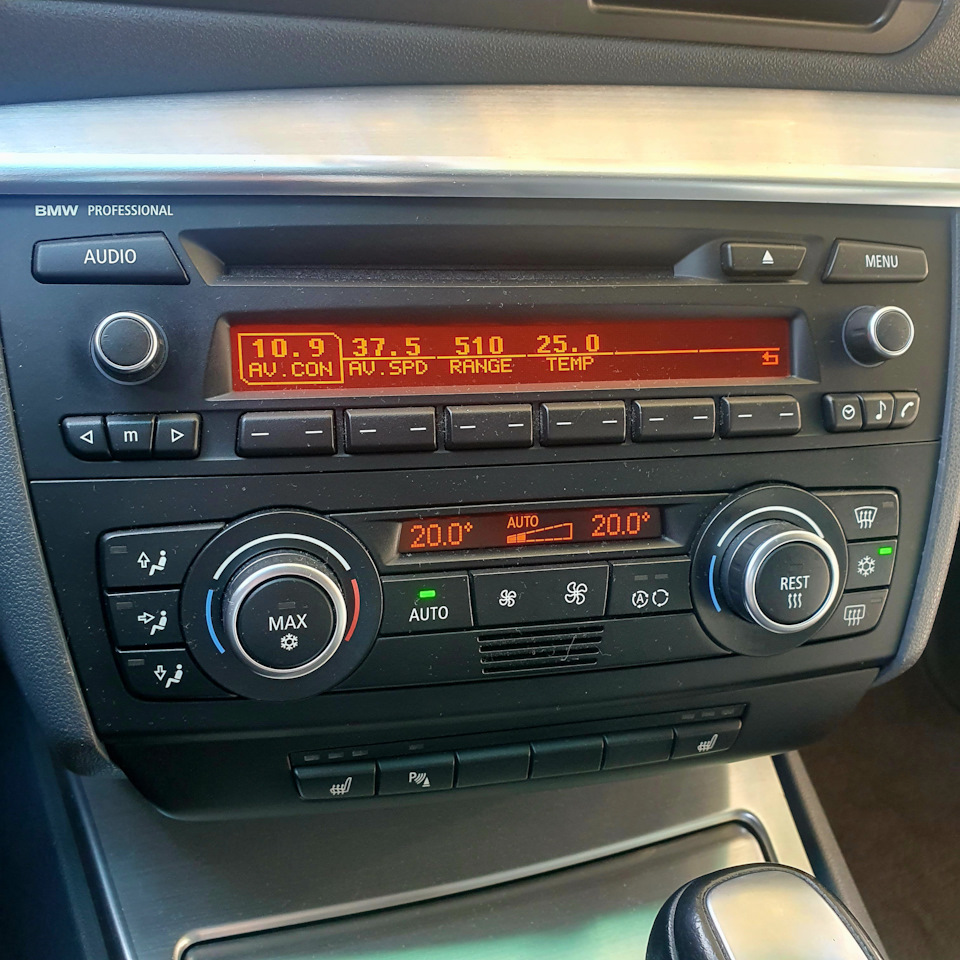 BMW PROFESSIONAL
AUDIO
MENU
10.9 37.5 510 25.0
AV.CON AV.SPD RANGE TEMP
m
20.0° AUTO 20.0°
MAX
AUTO
A
REST
P